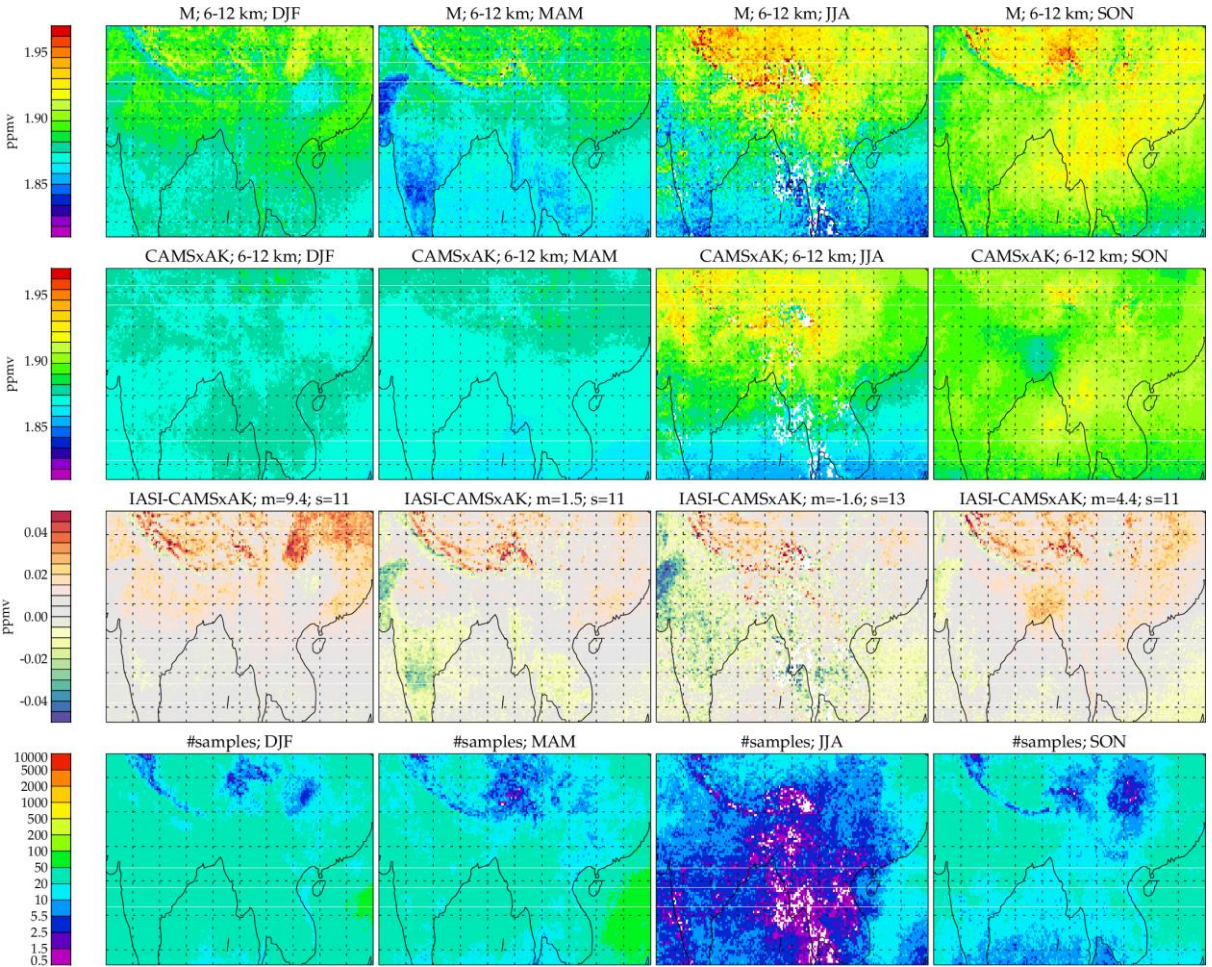 M; 6-12 km; DJF
M; 6-12 km; MAM
M; 6-12 km; JJA
M; 6-12 km; SON
1.95
1.90
1.85
ppmv
CAMSxAK; 6-12 km; DJF
CAMSxAK; 6-12 km; MAM
CAMSxAK; 6-12 km; JJA
CAMSxAK; 6-12 km; SON
1.95
1.90
1.85
ppmv
IASI-CAMSxAK; m=9.4; s=11
IASI-CAMSxAK; m=1.5; s=11
IASI-CAMSxAK; m=-1.6; s=13
IASI-CAMSxAK; m=4.4; s=11
0.04
0.02
0.00
-0.02
-0.04
ppmv
#samples; DJF
#samples; MAM
#samples; JJA
#samples; SON
10000
5000
2000
1000
500
200
100
50
20
10
5.5
2.5
1.5
0.5